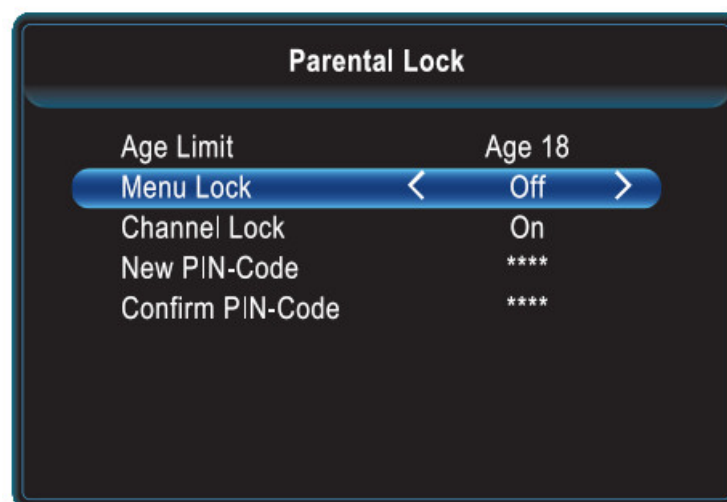 Parental Lock
Age Limit Age 18
Menu Lock < Off >
Channel Lock On
New PIN-Code ****
Confirm PIN-Code ****